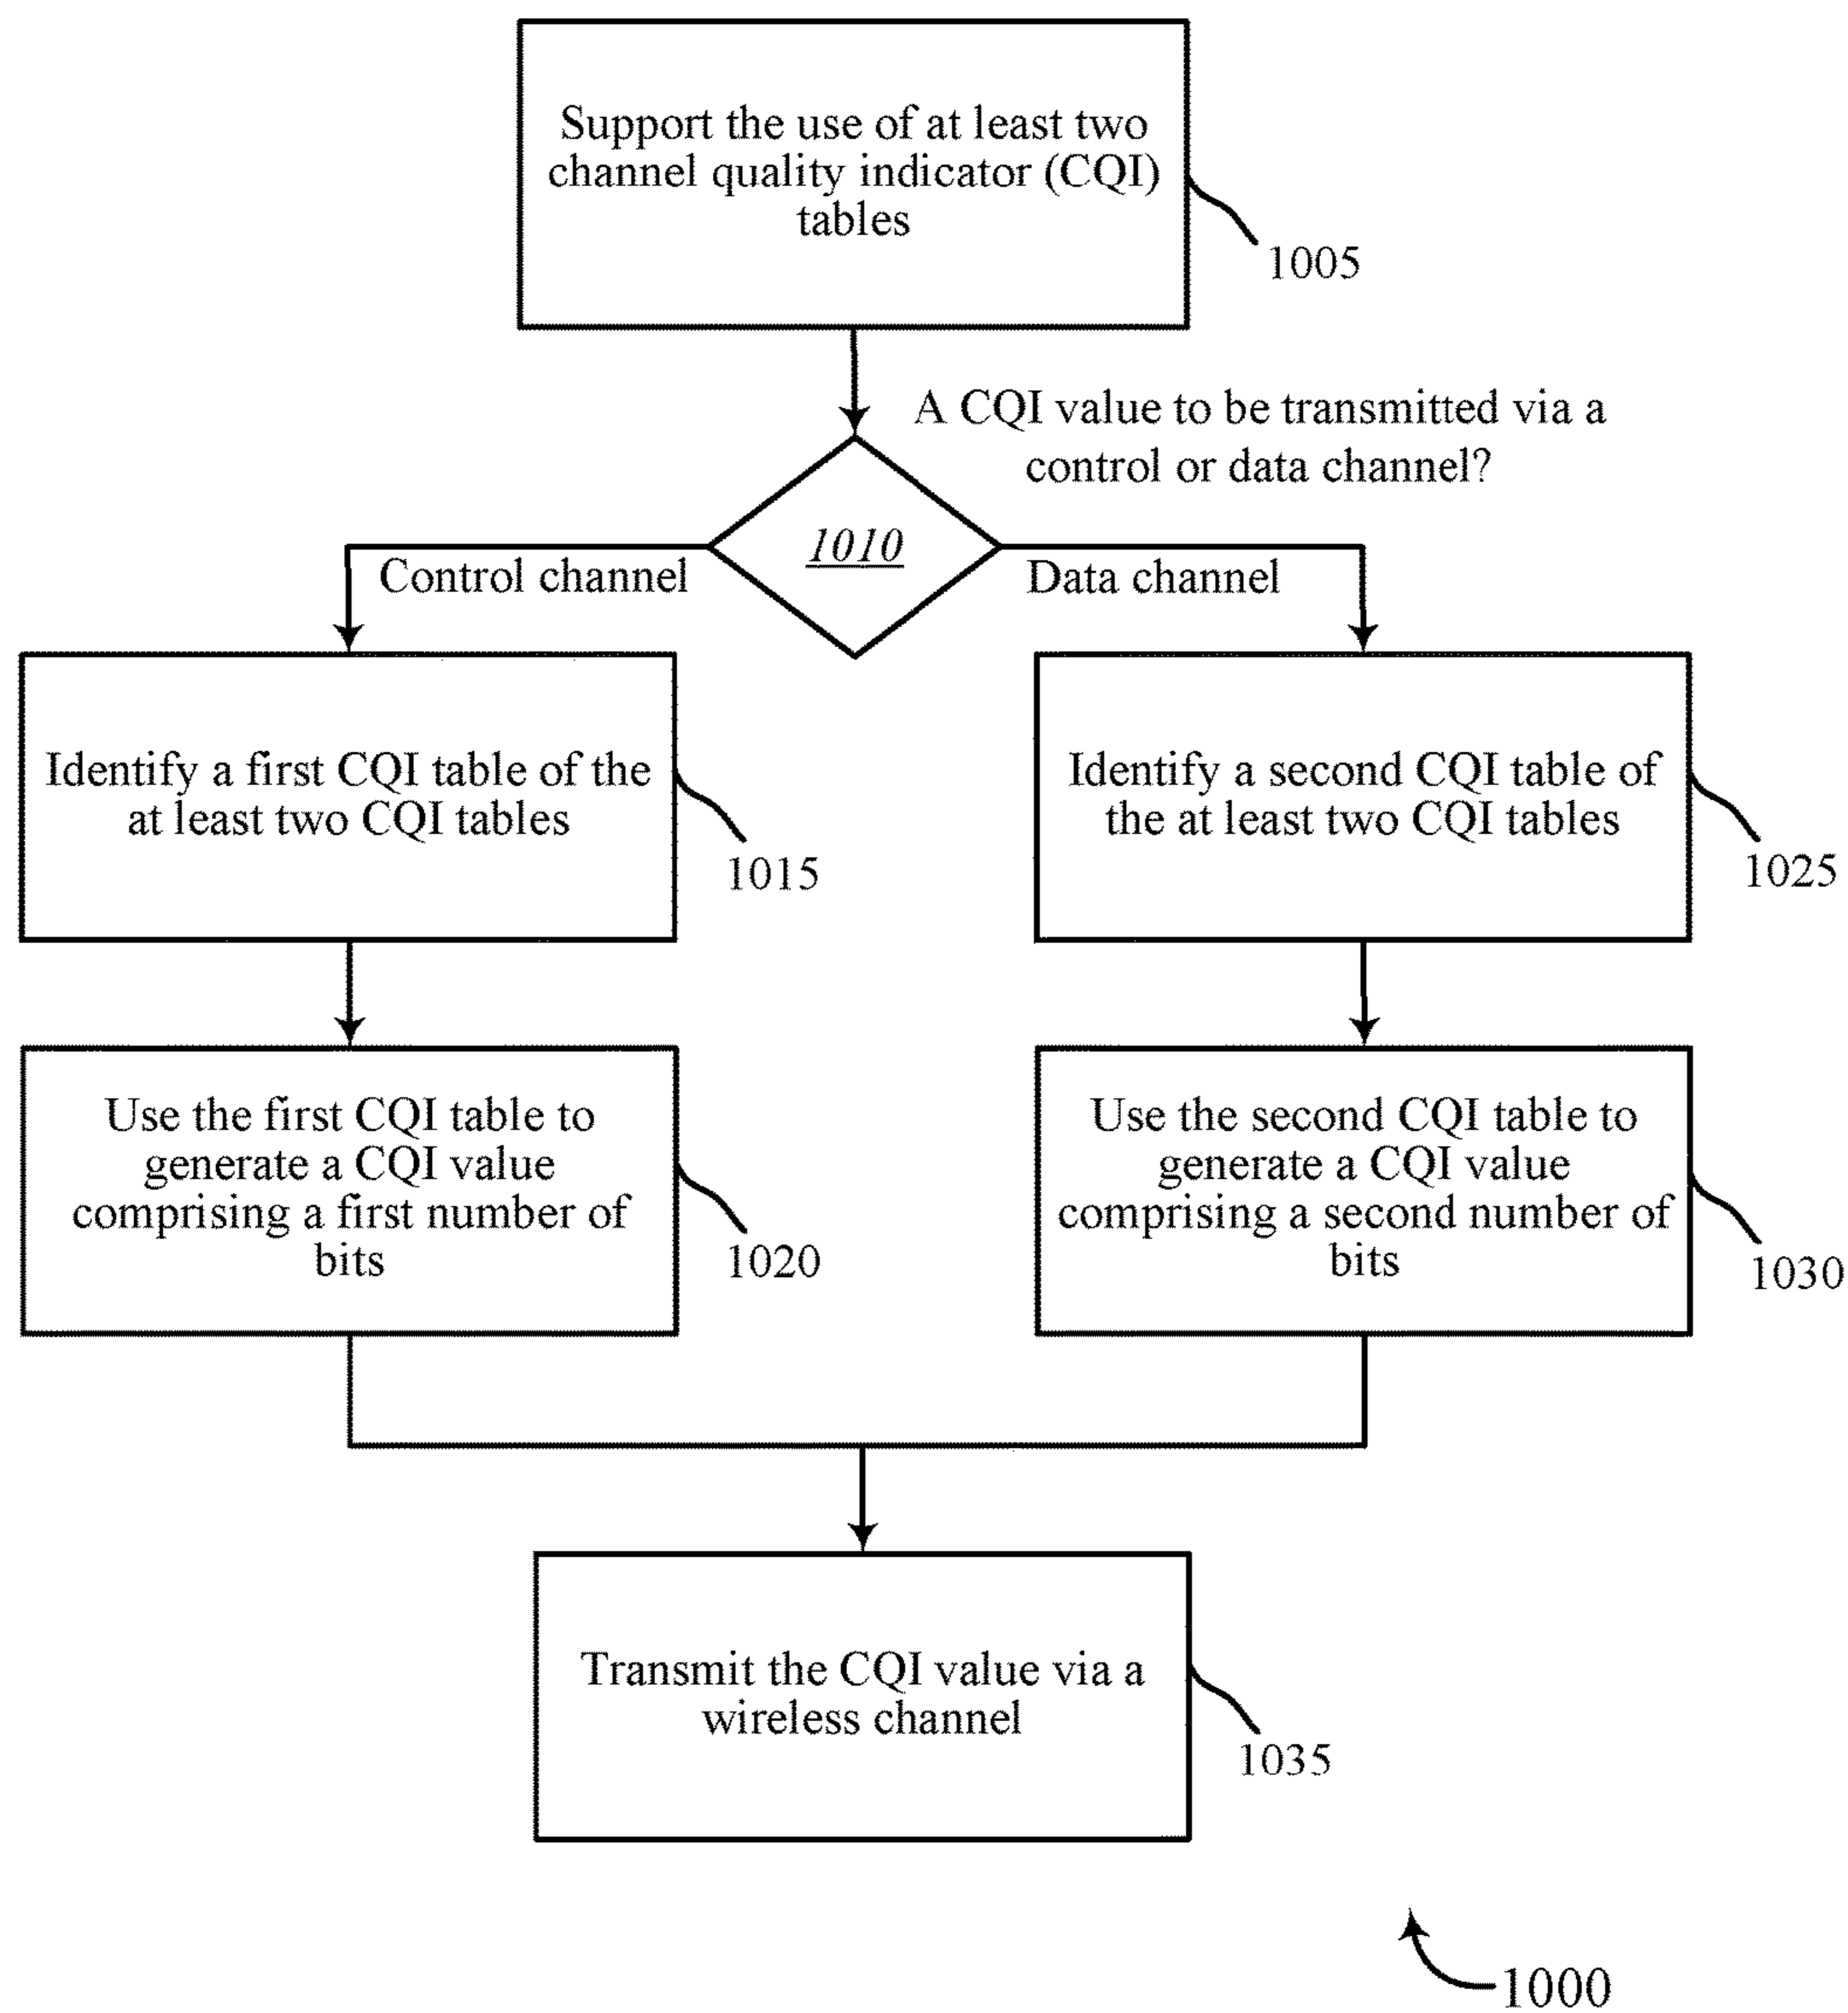 Support the use of at least two
channel quality indicator (CQI)
tables
1005
A CQI value to be transmitted via a
control or data channel?
1010
Control channel
Data channel
Identify a first CQI table of the
at least two CQI tables
1015
Identify a second CQI table of
the at least two CQI tables
1025
Use the first CQI table to
generate a CQI value
comprising a first number of
bits
1020
Use the second CQI table to
generate a CQI value
comprising a second number of
bits
1030
Transmit the CQI value via a
wireless channel
1035
1000